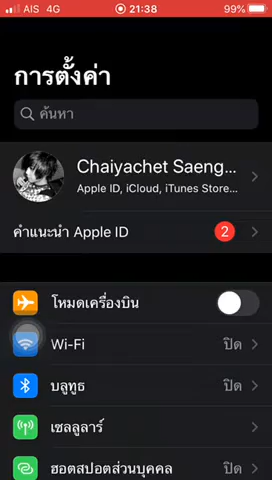 AIS 4G 21:38 99%
การตั้งค่า
ค้นหา
Chaiyachet Saeng...
Apple ID, iCloud, iTunes Store...
คำแนะนำ Apple ID 2
โหมดเครื่องบิน
Wi-Fi ปิด
บลูทูธ ปิด
เซลลูลาร์
ฮอตสปอตส่วนบุคคล ปิด